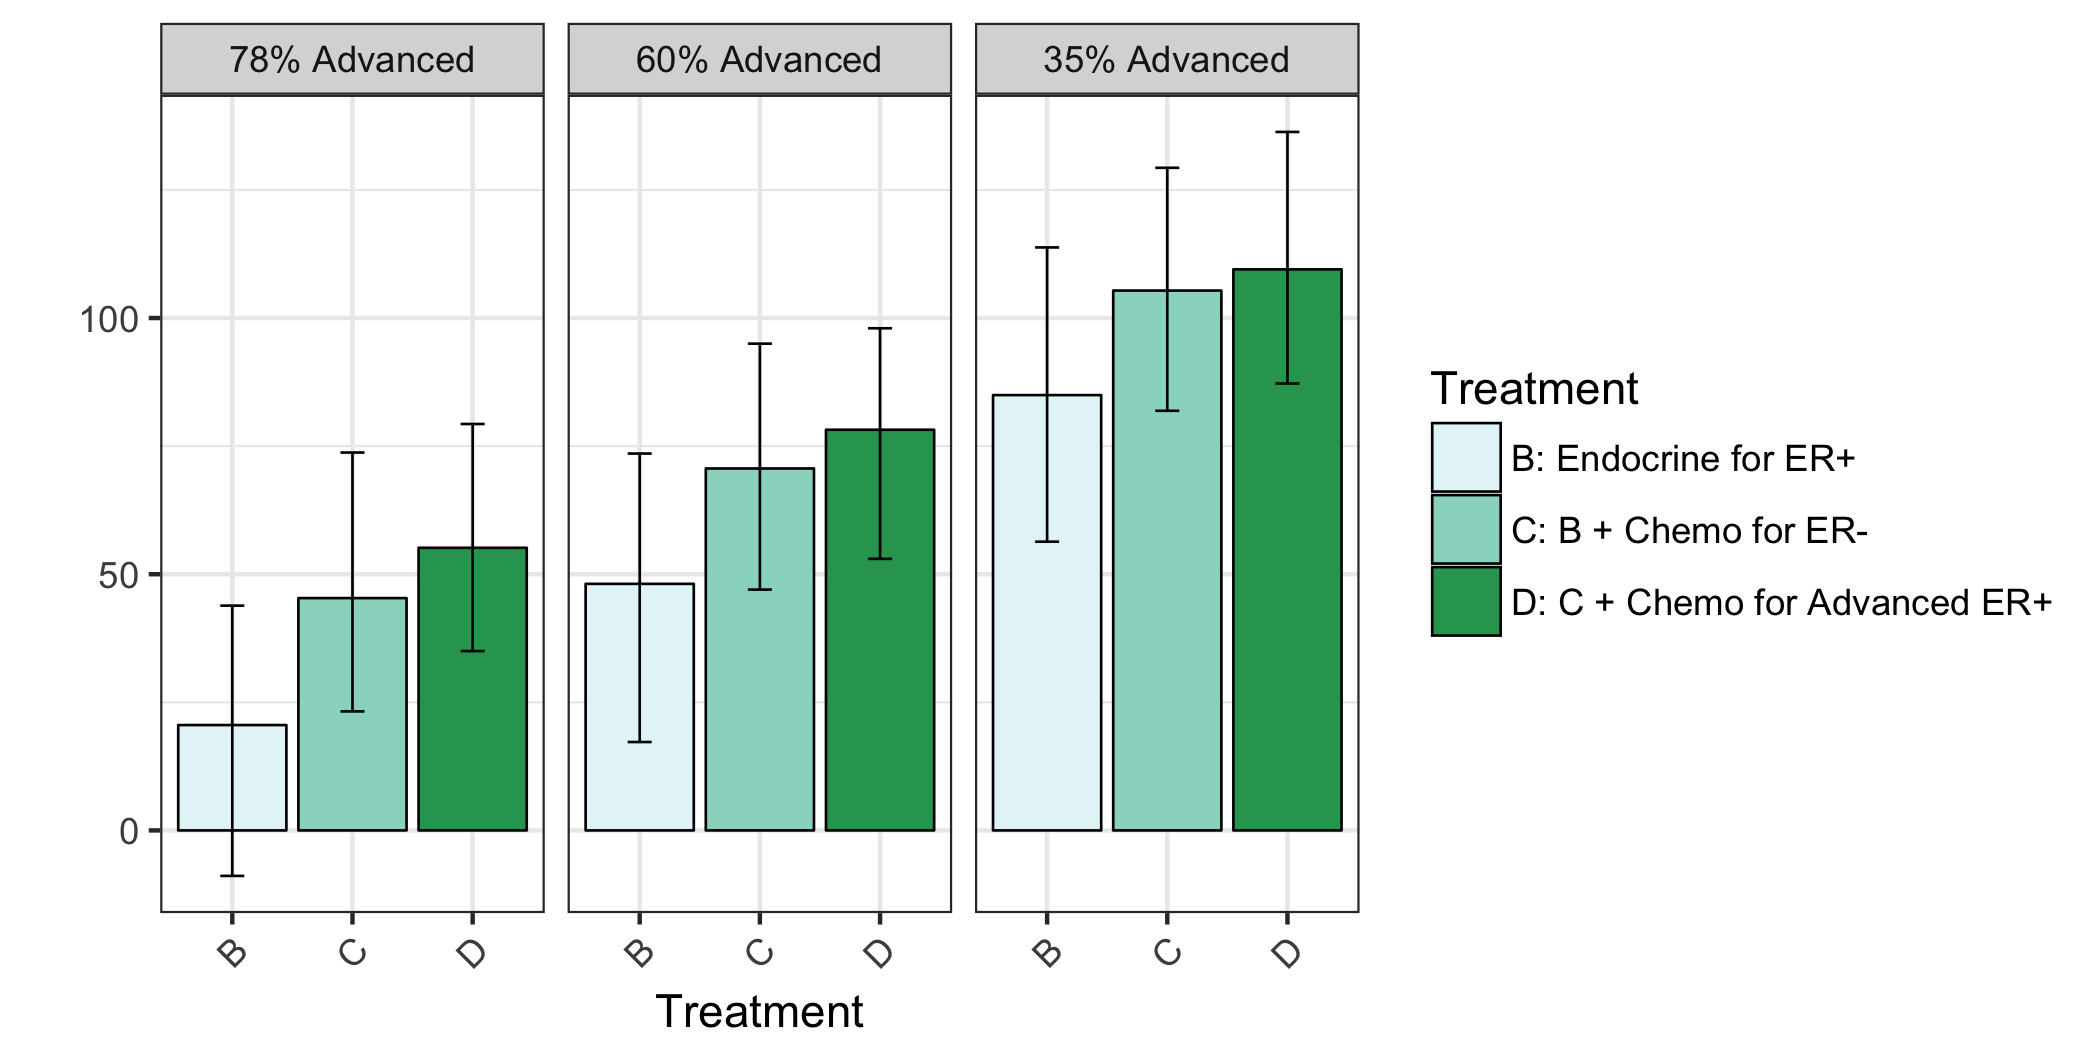 78% Advanced
60% Advanced
35% Advanced
100
50
0
B
C
D
B
C
D
B
C
D
Treatment
Treatment
B: Endocrine for ER+
C: B + Chemo for ER-
D: C + Chemo for Advanced ER+